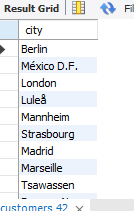 Result Grid
city
Berlin
México D.F.
London
Luleå
Mannheim
Strasbourg
Madrid
Marseille
Tsawassen
customers 42